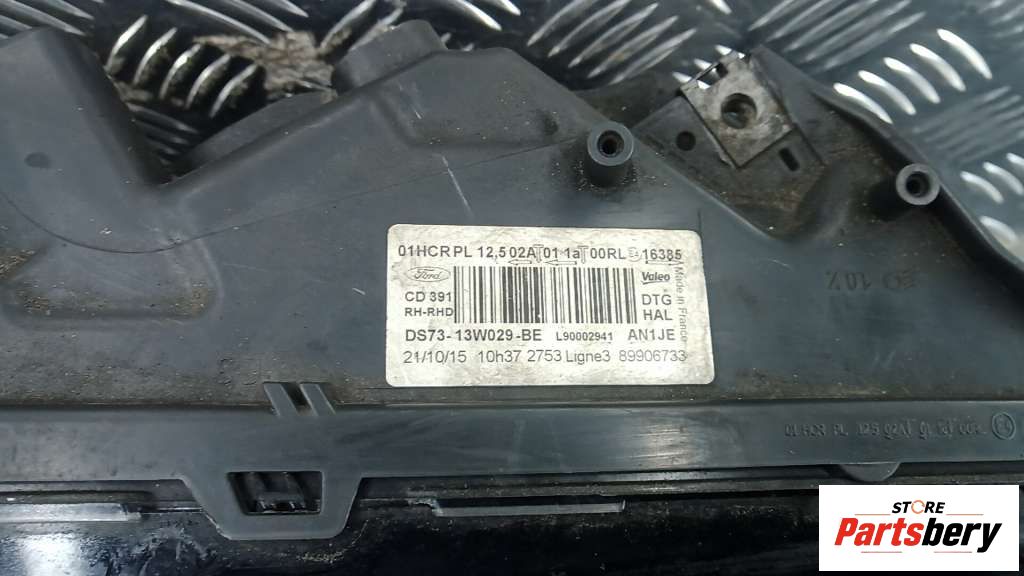 01HCR PL 12,5 02A 01 1a 00RL E4 16385
Ford
Valeo
CD 391
DTG
Made in France
RH-RHD
HAL
DS73-13W029-BE L90002941 AN1JE
21/10/15 10h37 2753 Ligne3 89906733
STORE
Partsbery